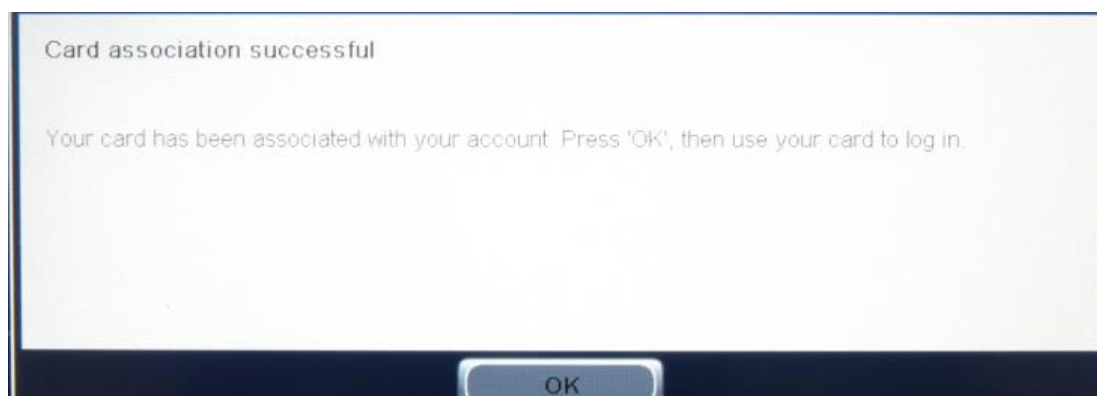 Card association successful
Your card has been associated with your account. Press 'OK', then use your card to log in.
OK